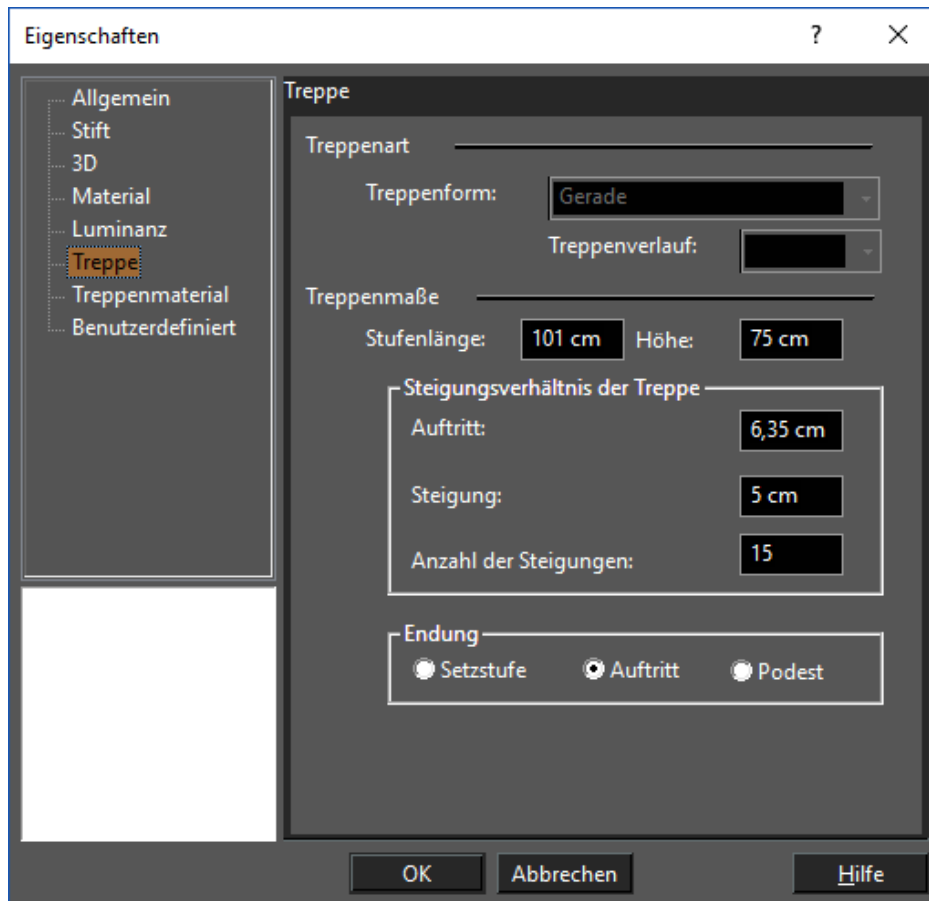 Eigenschaften ?
Allgemein
Stift
3D
Material
Luminanz
Treppe
Treppenmaterial
Benutzerdefiniert
Treppe
Treppenart
Treppenform: Gerade
Treppenverlauf:
Treppenmaße
Stufenlänge: 101 cm Höhe: 75 cm
Steigungsverhältnis der Treppe
Auftritt: 6,35 cm
Steigung: 5 cm
Anzahl der Steigungen: 15
Endung
Setzstufe Auftritt Podest
OK Abbrechen Hilfe